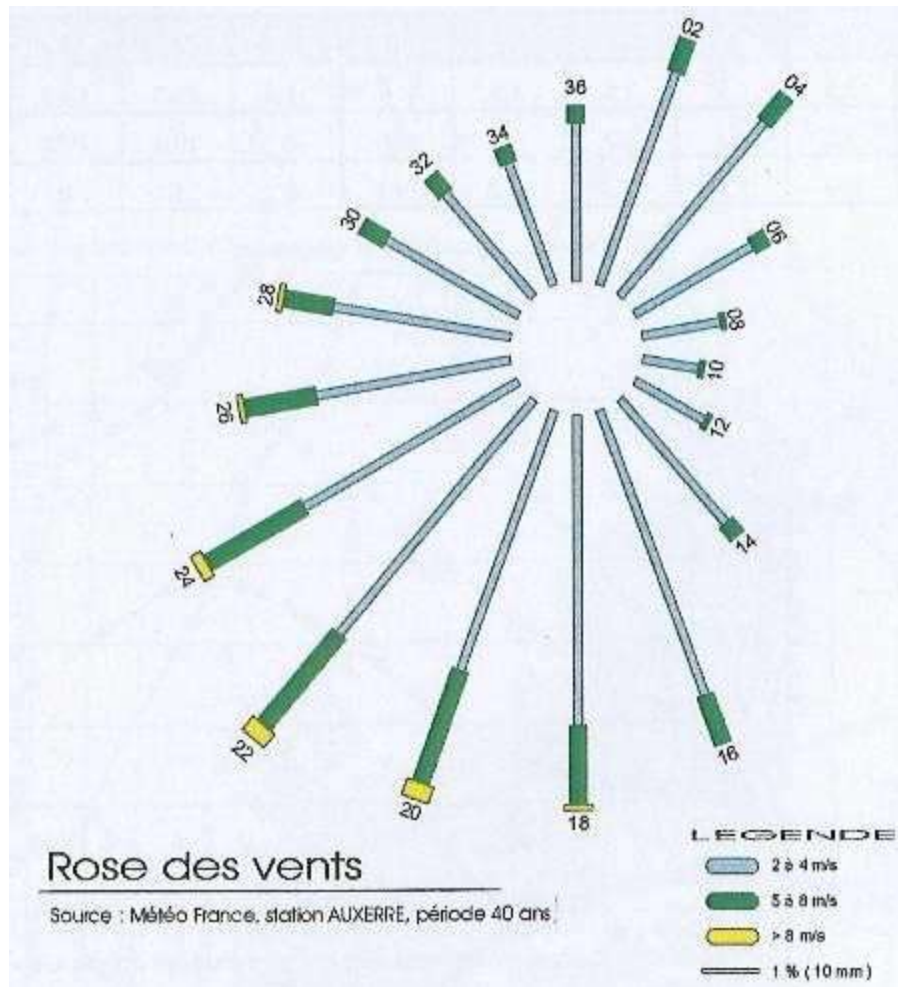 02
04
36
34
32
30
06
28
08
10
26
12
14
24
22
16
20
18
LEGENDE
Rose des vents
2 à 4 m/s
5 à 8 m/s
Source : Météo France, station AUXERRE, période 40 ans
> 8 m/s
1 % ( 10 mm )